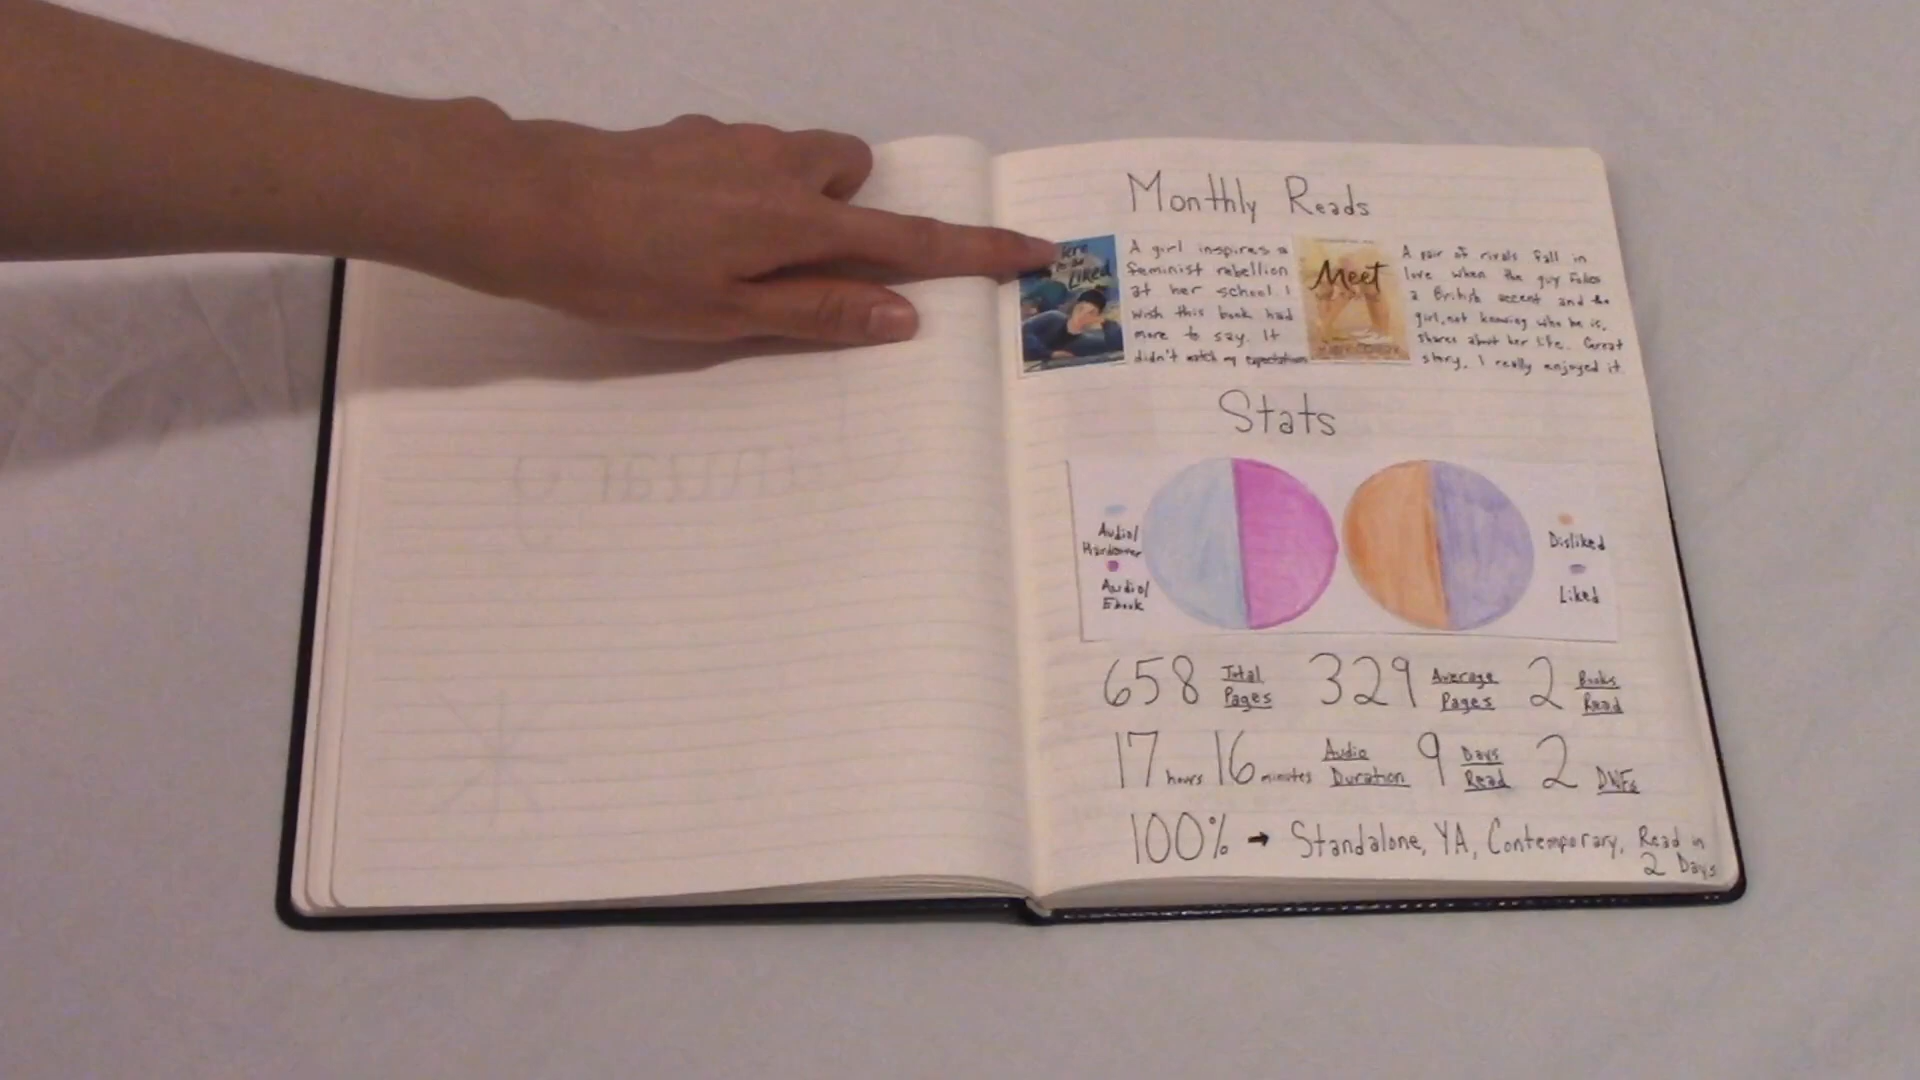 Monthly Reads
to be
LIKED
A girl inspires a
feminist rebellion
at her school. I
wish this book had
more to say. It
didn't match my expectations
Meet
A pair of rivals fall in
love when the guy fakes
a British accent and the
girl, not knowing who he is,
shares about her life. Great
story, I really enjoyed it.
Stats
Audio/
Hardcover
Audio/
Ebook
Disliked
Liked
658 Total Pages 329 Average Pages 2 Books Read
17 hours 16 minutes Audio Duration 9 Days Read 2 DNFs
100% → Standalone, YA, Contemporary, Read in
2 Days